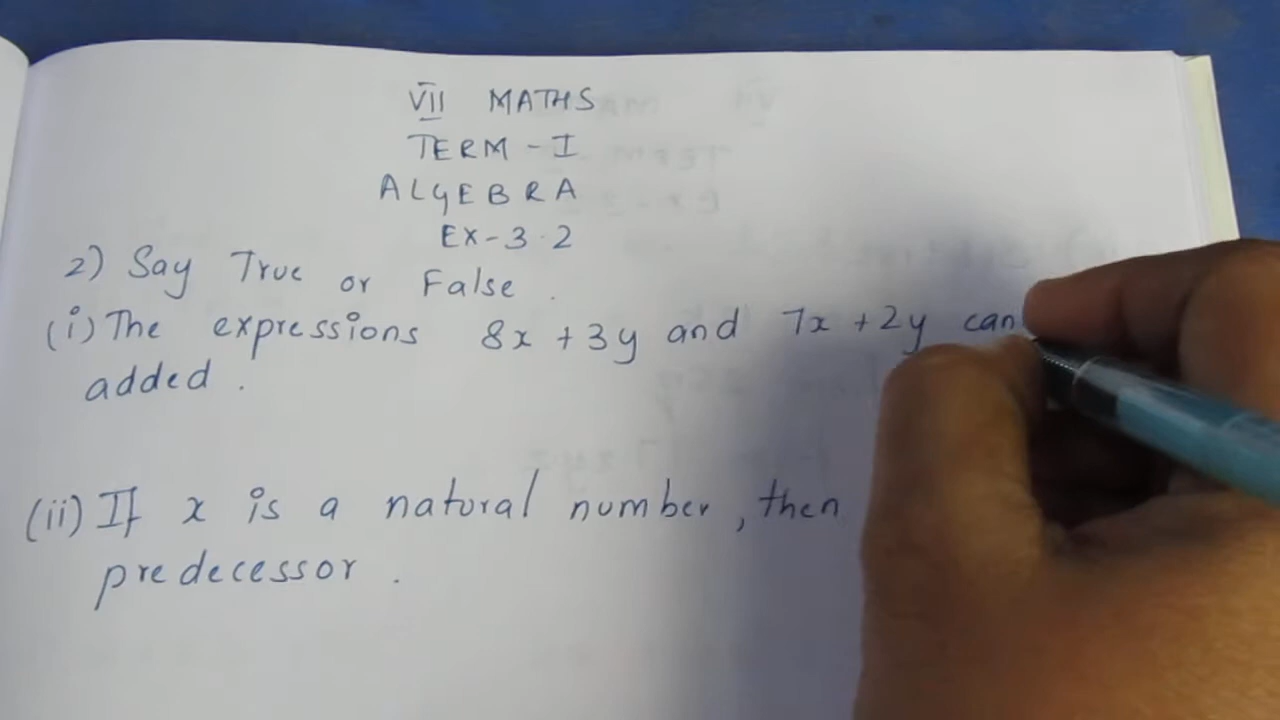 VII MATHS
TERM - I
ALGEBRA
EX-3.2
2) Say True or False.
(i) The expressions 8x + 3y and 7x + 2y can
added.
(ii) If x is a natural number, then
predecessor.